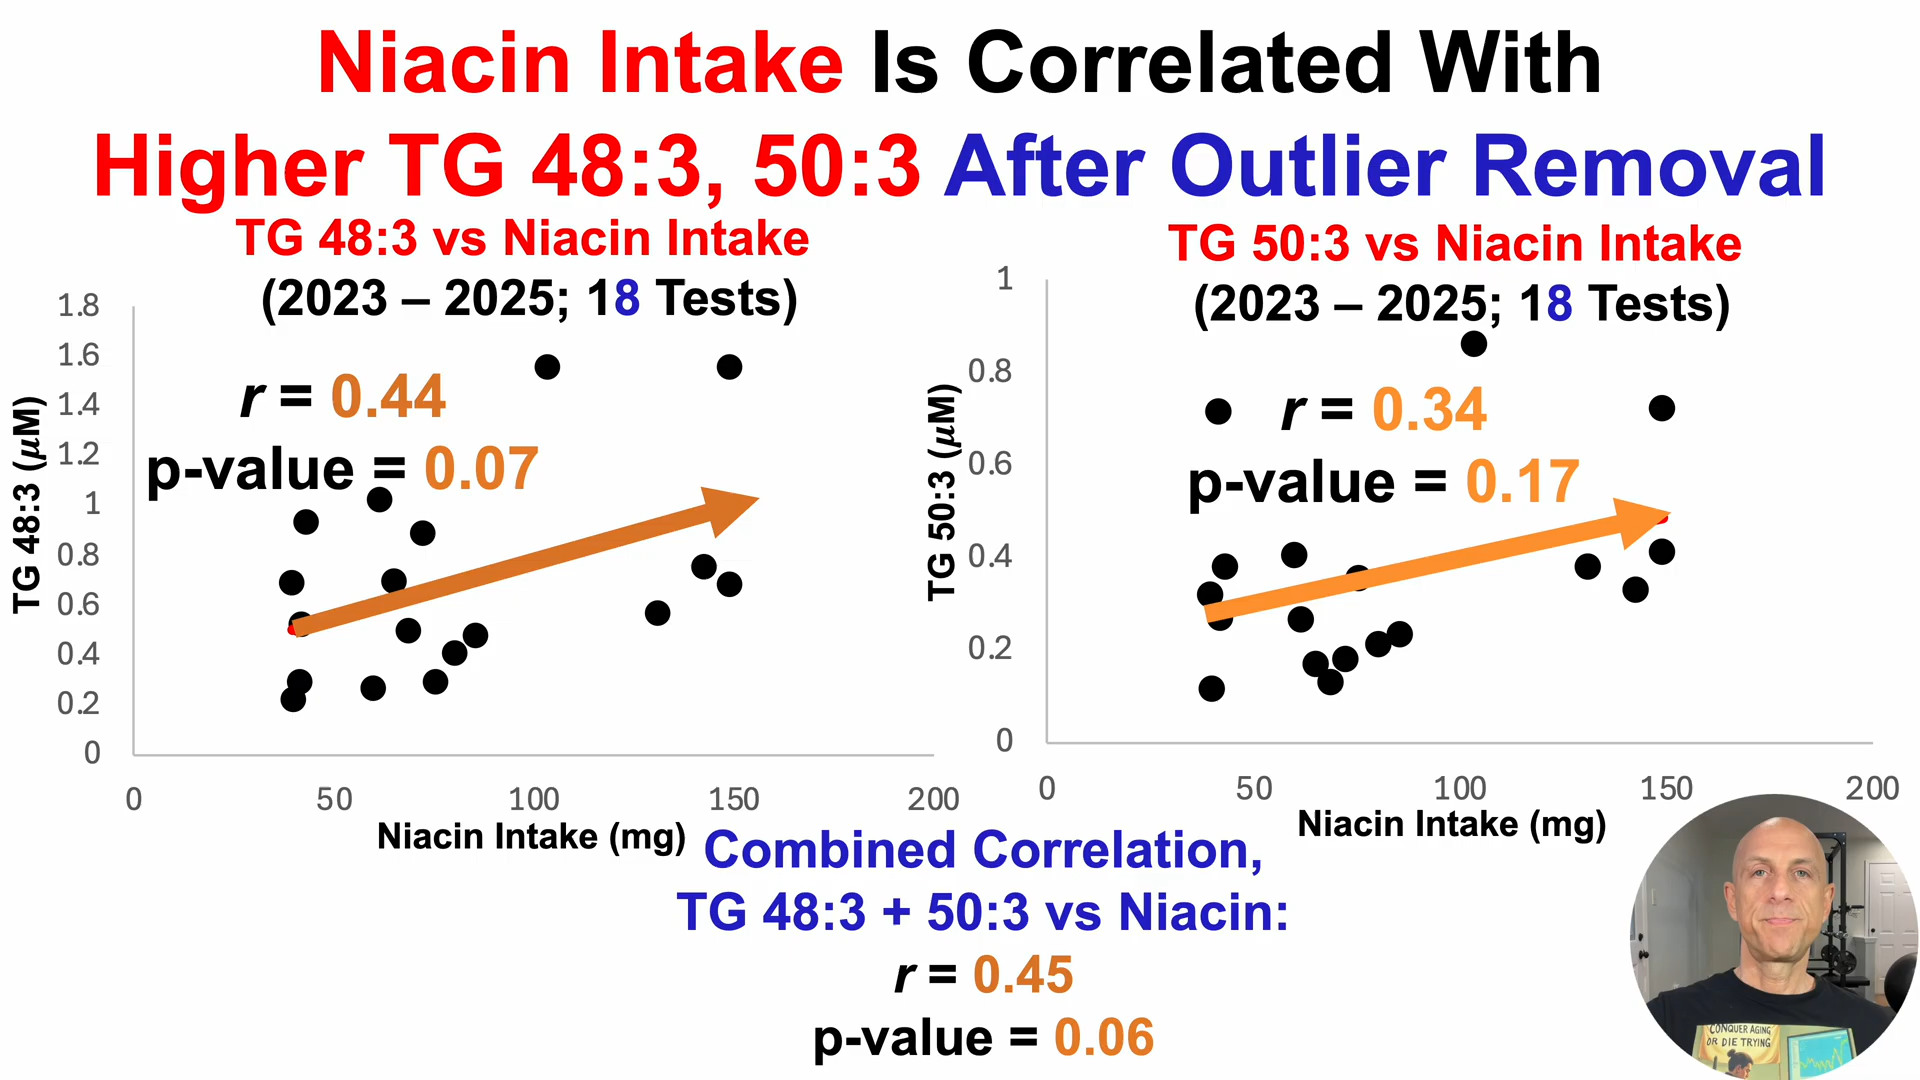 Niacin Intake Is Correlated With
Higher TG 48:3, 50:3 After Outlier Removal
TG 48:3 vs Niacin Intake
(2023 – 2025; 18 Tests)
r = 0.44
p-value = 0.07
TG 48:3 (μM)
1.8
1.6
1.4
1.2
1
0.8
0.6
0.4
0.2
0
0
50
100
150
200
Niacin Intake (mg)
TG 50:3 vs Niacin Intake
(2023 – 2025; 18 Tests)
r = 0.34
p-value = 0.17
TG 50:3 (μM)
1
0.8
0.6
0.4
0.2
0
0
50
100
150
200
Niacin Intake (mg)
Combined Correlation,
TG 48:3 + 50:3 vs Niacin:
r = 0.45
p-value = 0.06
CONQUER AGING
OR DIE TRYING